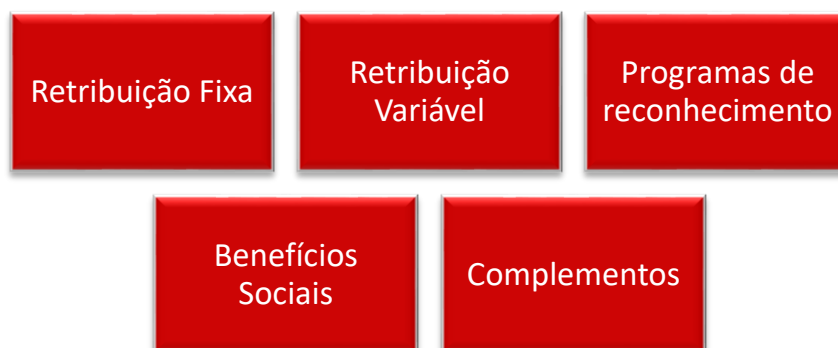 Retribuição Fixa
Retribuição
Variável
Programas de
reconhecimento
Benefícios
Sociais
Complementos